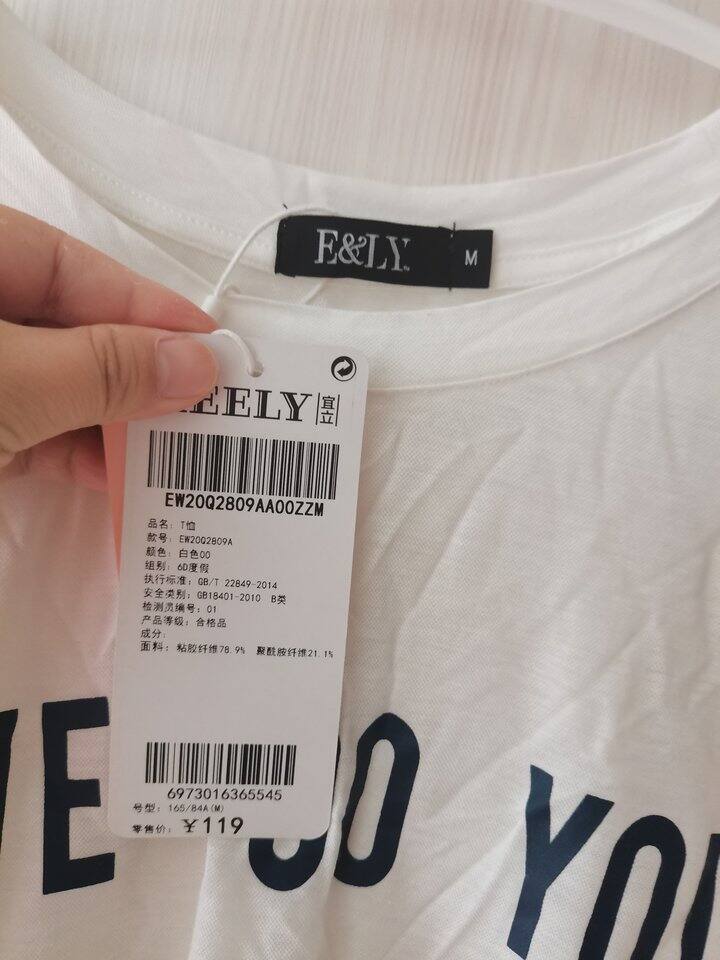 E&LY
M
EELY 宜立
EW20Q2809AA00ZZM
品名: T恤
款号: EW20Q2809A
颜色: 白色00
组别: 6D度假
执行标准: GB/T 22849-2014
安全类别: GB18401-2010 B类
检测员编号: 01
产品等级: 合格品
成分:
面料: 粘胶纤维78.9% 聚酰胺纤维21.1%
6973016365545
号型: 165/84A(M)
零售价: ¥119